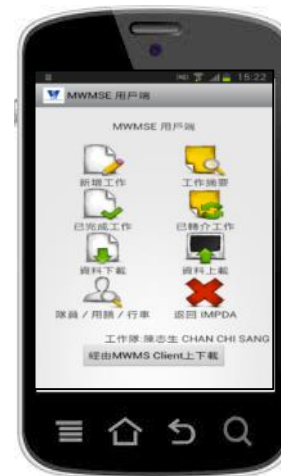 15:22
MWMSE 用戶端
MWMSE 用戶端
新增工作
工作摘要
已完成工作
已轉介工作
資料下載
資料上載
隊員 / 用膳 / 行車
返回 IMPDA
工作隊:陳志生 CHAN CHI SANG
經由MWMS Client上下載